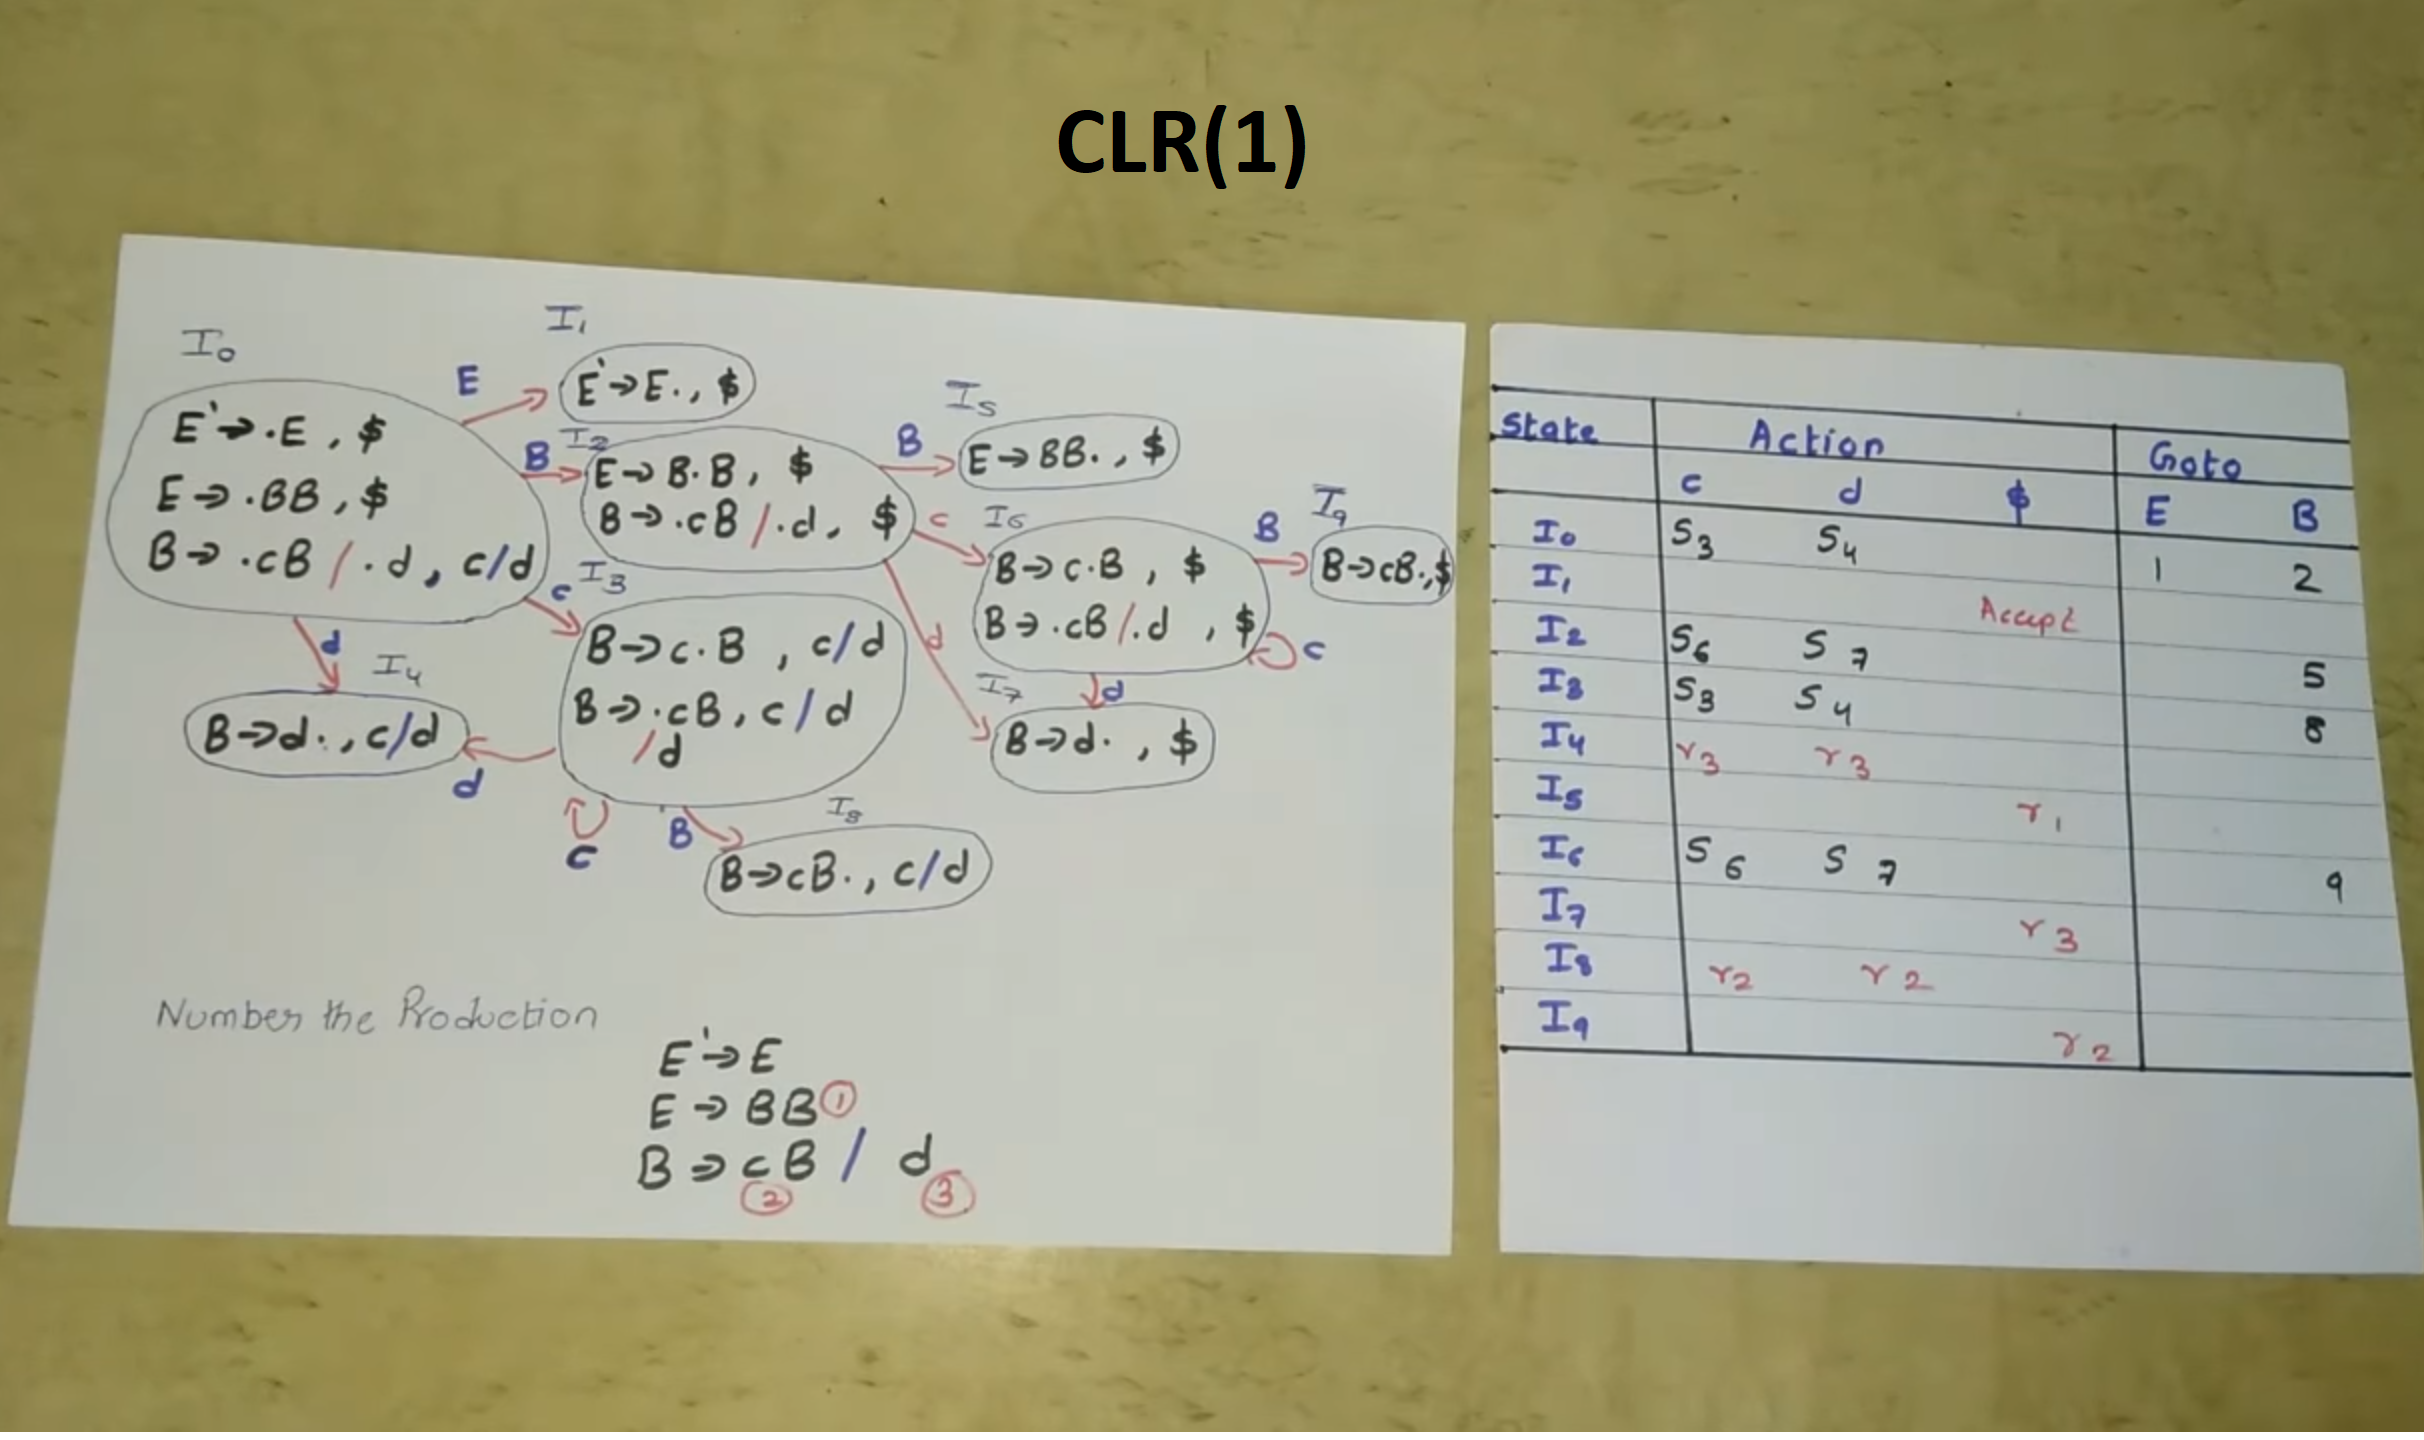 CLR(1)
I0
E'→.E , $
E→.BB , $
B→.cB / .d , c/d
E
I1
E'→E. , $
B
I2
E→B.B , $
B→.cB /.d , $
B
I5
E→BB. , $
c
I6
B→c.B , $
B→.cB/.d , $
B
I9
B→cB.,$
c
d
d
I7
B→d. , $
c
I3
B→c.B , c/d
B→.cB, c/d
/d
d
I4
B→d., c/d
d
c
B
I8
B→cB., c/d
Number the Production
E'→E
E→BB ①
B→cB / d
② ③
State Action Goto
c d $ E B
I0 S3 S4 1 2
I1 Accept
I2 S6 S7 5
I3 S3 S4 8
I4 r3 r3
I5 r1
I6 S6 S7 9
I7 r3
I8 r2 r2
I9 r2